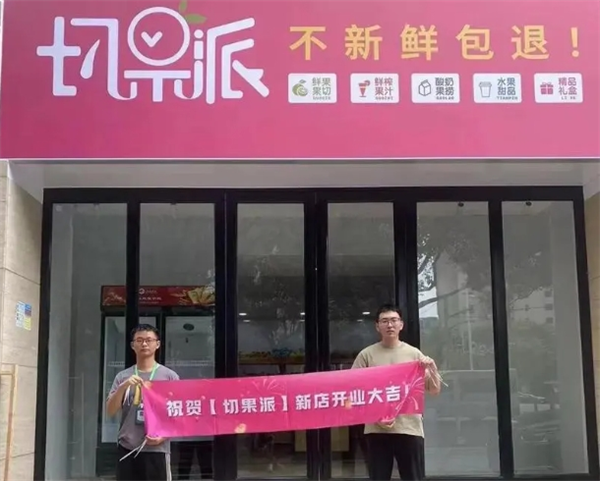 切果派
不新鲜包退！
鲜果
果切
鲜榨
果汁
酸奶
果捞
水果
甜品
精品
礼盒
祝贺【切果派】新店开业大吉！